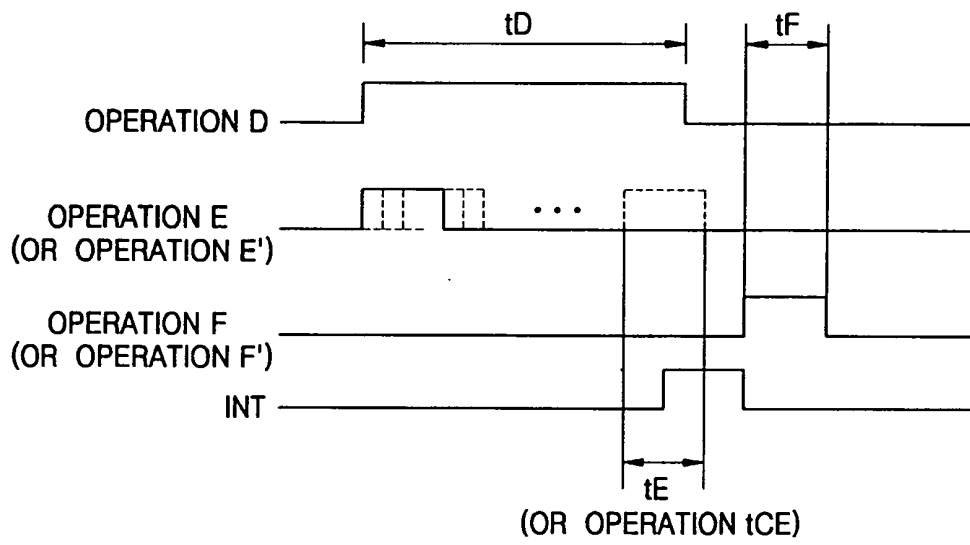 tD
tF
OPERATION D
OPERATION E
(OR OPERATION E')
...
OPERATION F
(OR OPERATION F')
INT
tE
(OR OPERATION tCE)